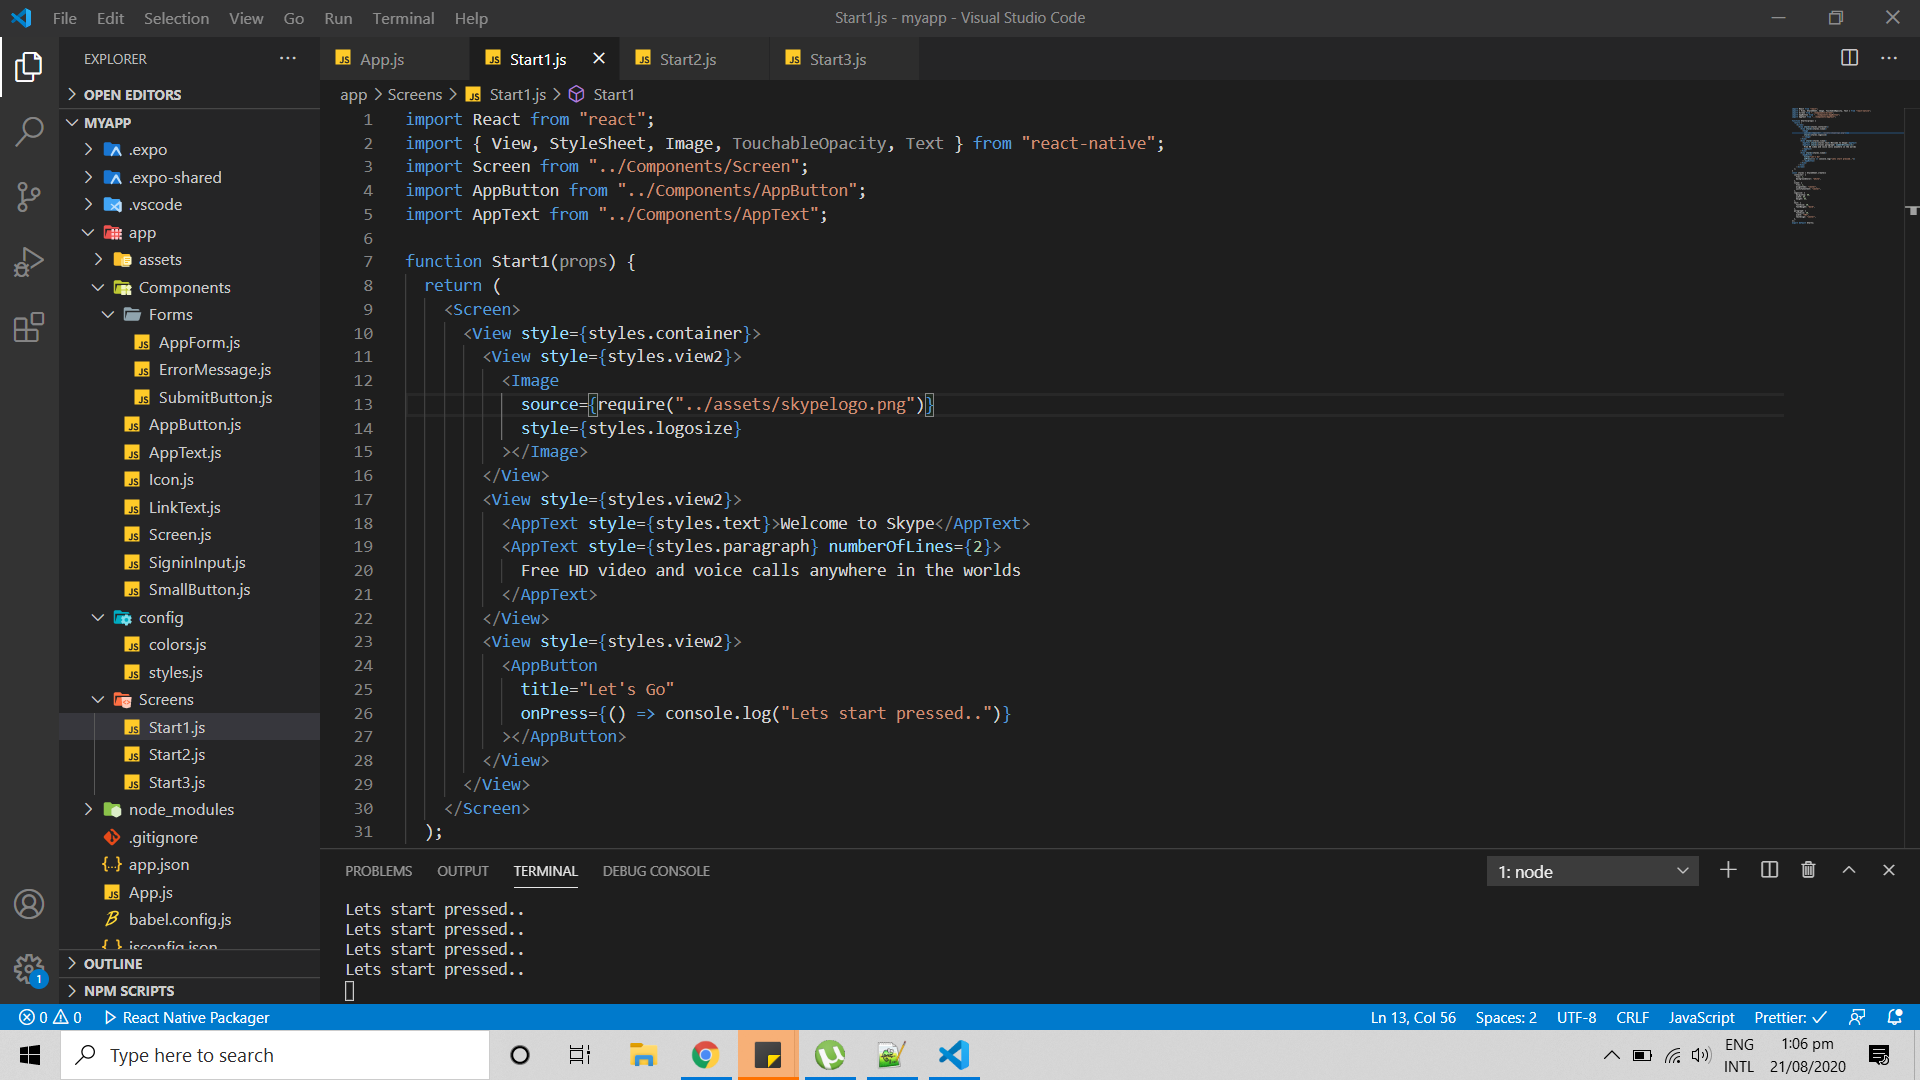 File Edit Selection View Go Run Terminal Help
Start1.js - myapp - Visual Studio Code
EXPLORER
OPEN EDITORS
MYAPP
.expo
.expo-shared
.vscode
app
assets
Components
Forms
AppForm.js
ErrorMessage.js
SubmitButton.js
AppButton.js
AppText.js
Icon.js
LinkText.js
Screen.js
SigninInput.js
SmallButton.js
config
colors.js
styles.js
Screens
Start1.js
Start2.js
Start3.js
node_modules
.gitignore
app.json
App.js
babel.config.js
jsconfig.json
OUTLINE
NPM SCRIPTS
App.js Start1.js Start2.js Start3.js
app > Screens > Start1.js > Start1
1 import React from "react";
2 import { View, StyleSheet, Image, TouchableOpacity, Text } from "react-native";
3 import Screen from "../Components/Screen";
4 import AppButton from "../Components/AppButton";
5 import AppText from "../Components/AppText";
6
7 function Start1(props) {
8 return (
9 <Screen>
10 <View style={styles.container}>
11 <View style={styles.view2}>
12 <Image
13 source={require("../assets/skypelogo.png")}
14 style={styles.logosize}
15 ></Image>
16 </View>
17 <View style={styles.view2}>
18 <AppText style={styles.text}>Welcome to Skype</AppText>
19 <AppText style={styles.paragraph} numberOfLines={2}>
20 Free HD video and voice calls anywhere in the worlds
21 </AppText>
22 </View>
23 <View style={styles.view2}>
24 <AppButton
25 title="Let's Go"
26 onPress={() => console.log("Lets start pressed..")}
27 ></AppButton>
28 </View>
29 </View>
30 </Screen>
31 );
PROBLEMS OUTPUT TERMINAL DEBUG CONSOLE
1: node
Lets start pressed..
Lets start pressed..
Lets start pressed..
Lets start pressed..
1
0 0 React Native Packager
Ln 13, Col 56 Spaces: 2 UTF-8 CRLF JavaScript Prettier: ✓
Type here to search
ENG
INTL
1:06 pm
21/08/2020